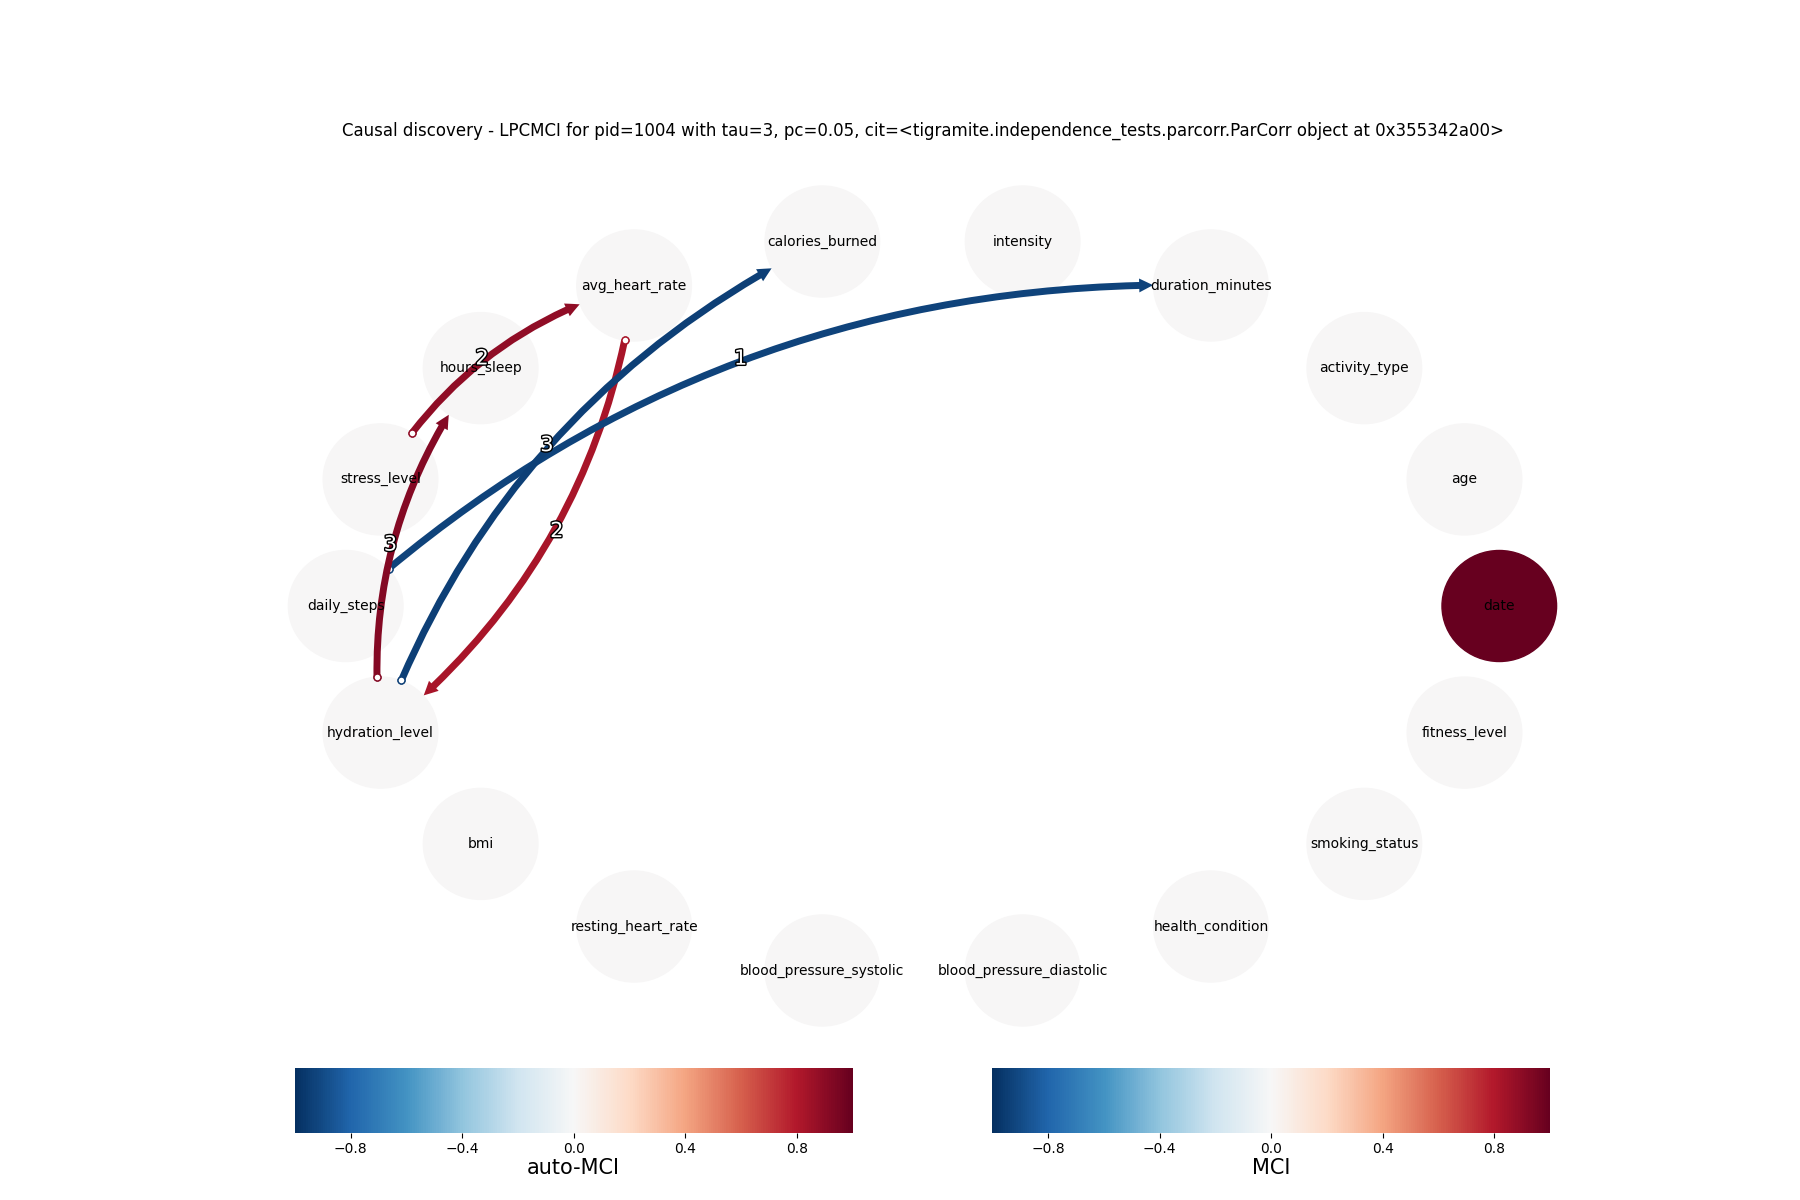 Causal discovery - LPCMCI for pid=1004 with tau=3, pc=0.05, cit=<tigramite.independence_tests.parcorr.ParCorr object at 0x355342a00>
calories_burned
intensity
avg_heart_rate
duration_minutes
2
1
hours_sleep
activity_type
3
stress_level
age
2
3
daily_steps
date
hydration_level
fitness_level
bmi
smoking_status
resting_heart_rate
health_condition
blood_pressure_systolic
blood_pressure_diastolic
−0.8 −0.4 0.0 0.4 0.8
auto-MCI
−0.8 −0.4 0.0 0.4 0.8
MCI